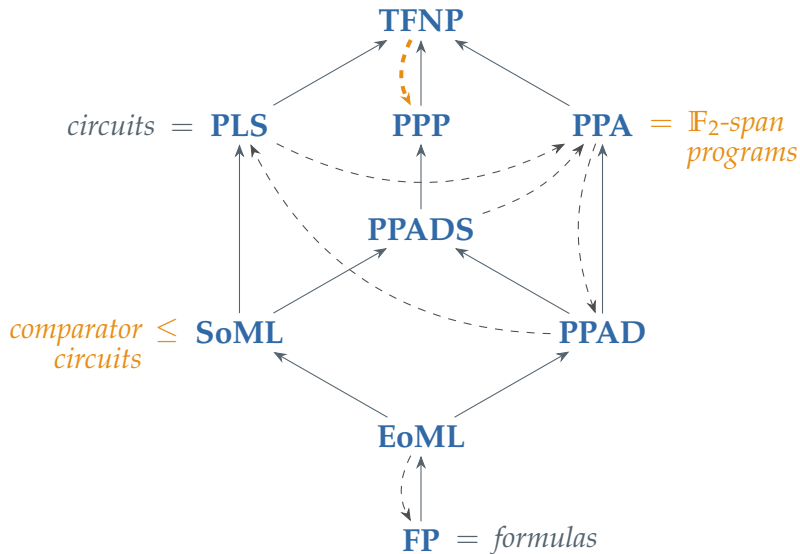 TFNP
circuits = PLS
PPP
PPA = 𝔽₂-span
programs
PPADS
comparator ≤ SoML
circuits
PPAD
EoML
FP = formulas